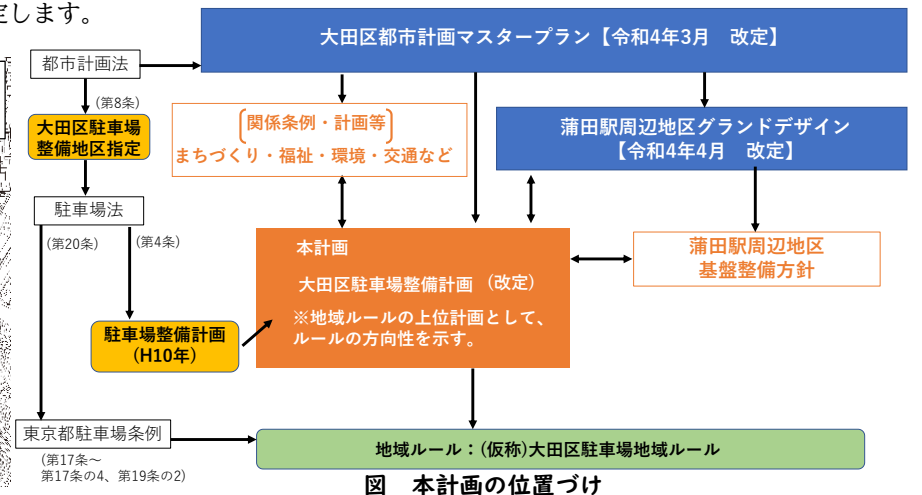 定します。
大田区都市計画マスタープラン【令和4年3月　改定】
都市計画法
(第8条)
大田区駐車場
整備地区指定
関係条例・計画等
まちづくり・福祉・環境・交通など
蒲田駅周辺地区グランドデザイン
【令和4年4月　改定】
駐車場法
(第20条)
(第4条)
本計画
大田区駐車場整備計画 (改定)
※地域ルールの上位計画として、
ルールの方向性を示す。
蒲田駅周辺地区
基盤整備方針
駐車場整備計画
(H10年)
東京都駐車場条例
(第17条～
第17条の4、第19条の2)
地域ルール：(仮称)大田区駐車場地域ルール
図　本計画の位置づけ